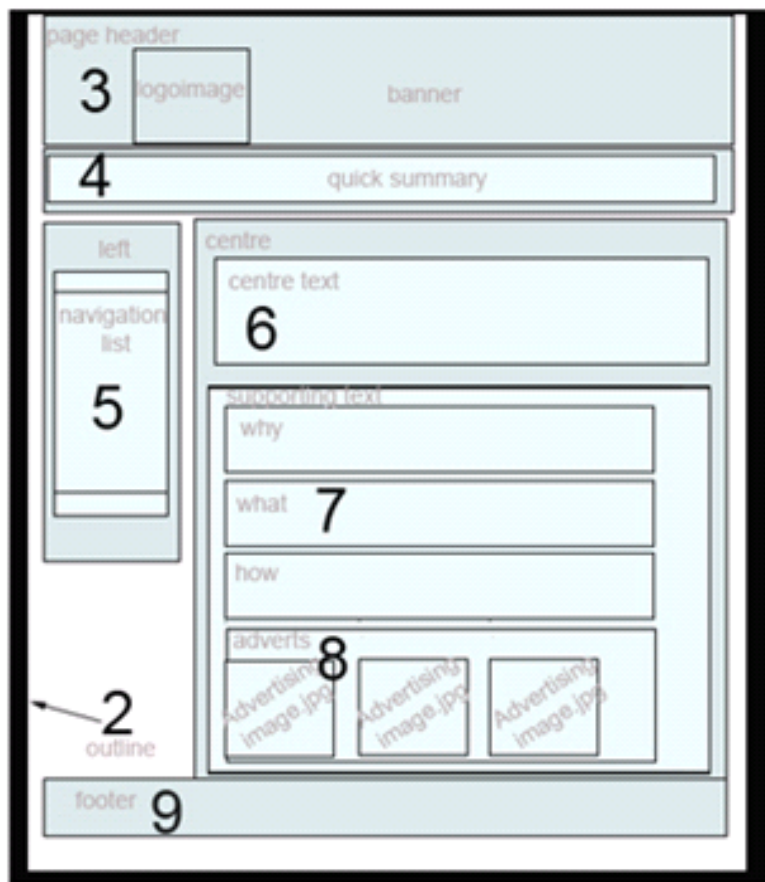 page header
3
logoimage
banner
4
quick summary
left
navigation
list
5
centre
centre text
6
supporting text
why
what
7
how
adverts
8
Advertising
image.jpg
Advertising
image.jpg
Advertising
image.jpg
2
outline
footer
9